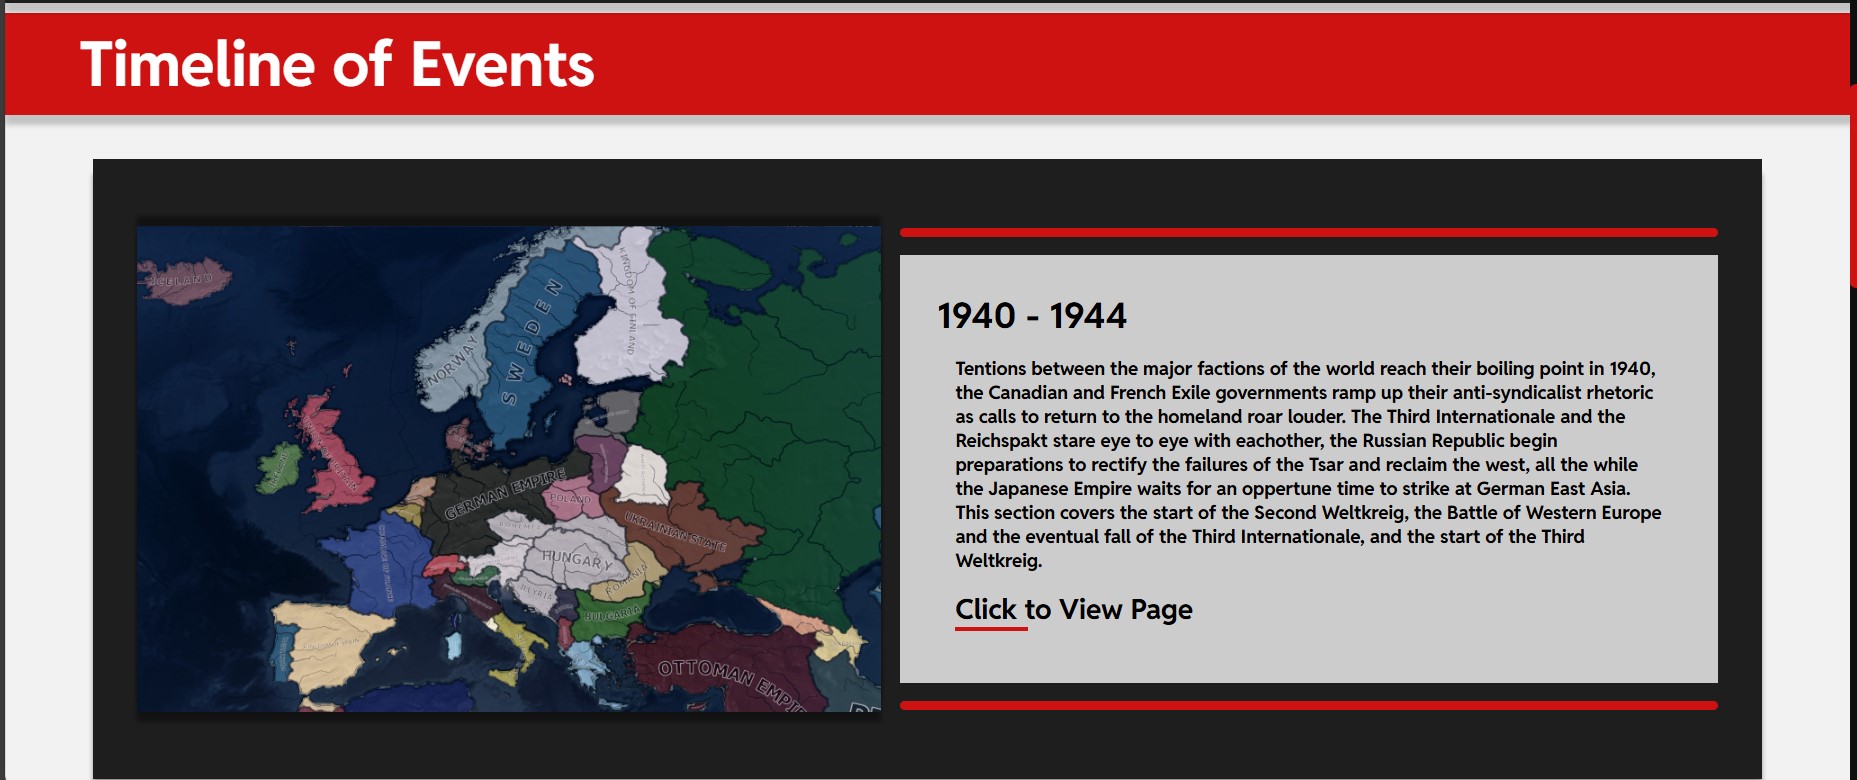 Timeline of Events
ICELAND
NORWAY
SWEDEN
KINGDOM OF FINLAND
GERMAN EMPIRE
POLAND
UKRAINIAN STATE
BOHEMIA
HUNGARY
ROMANIA
ILLYRIA
BULGARIA
OTTOMAN EMPIR
1940 - 1944
Tentions between the major factions of the world reach their boiling point in 1940,
the Canadian and French Exile governments ramp up their anti-syndicalist rhetoric
as calls to return to the homeland roar louder. The Third Internationale and the
Reichspakt stare eye to eye with eachother, the Russian Republic begin
preparations to rectify the failures of the Tsar and reclaim the west, all the while
the Japanese Empire waits for an oppertune time to strike at German East Asia.
This section covers the start of the Second Weltkreig, the Battle of Western Europe
and the eventual fall of the Third Internationale, and the start of the Third
Weltkreig.
Click to View Page